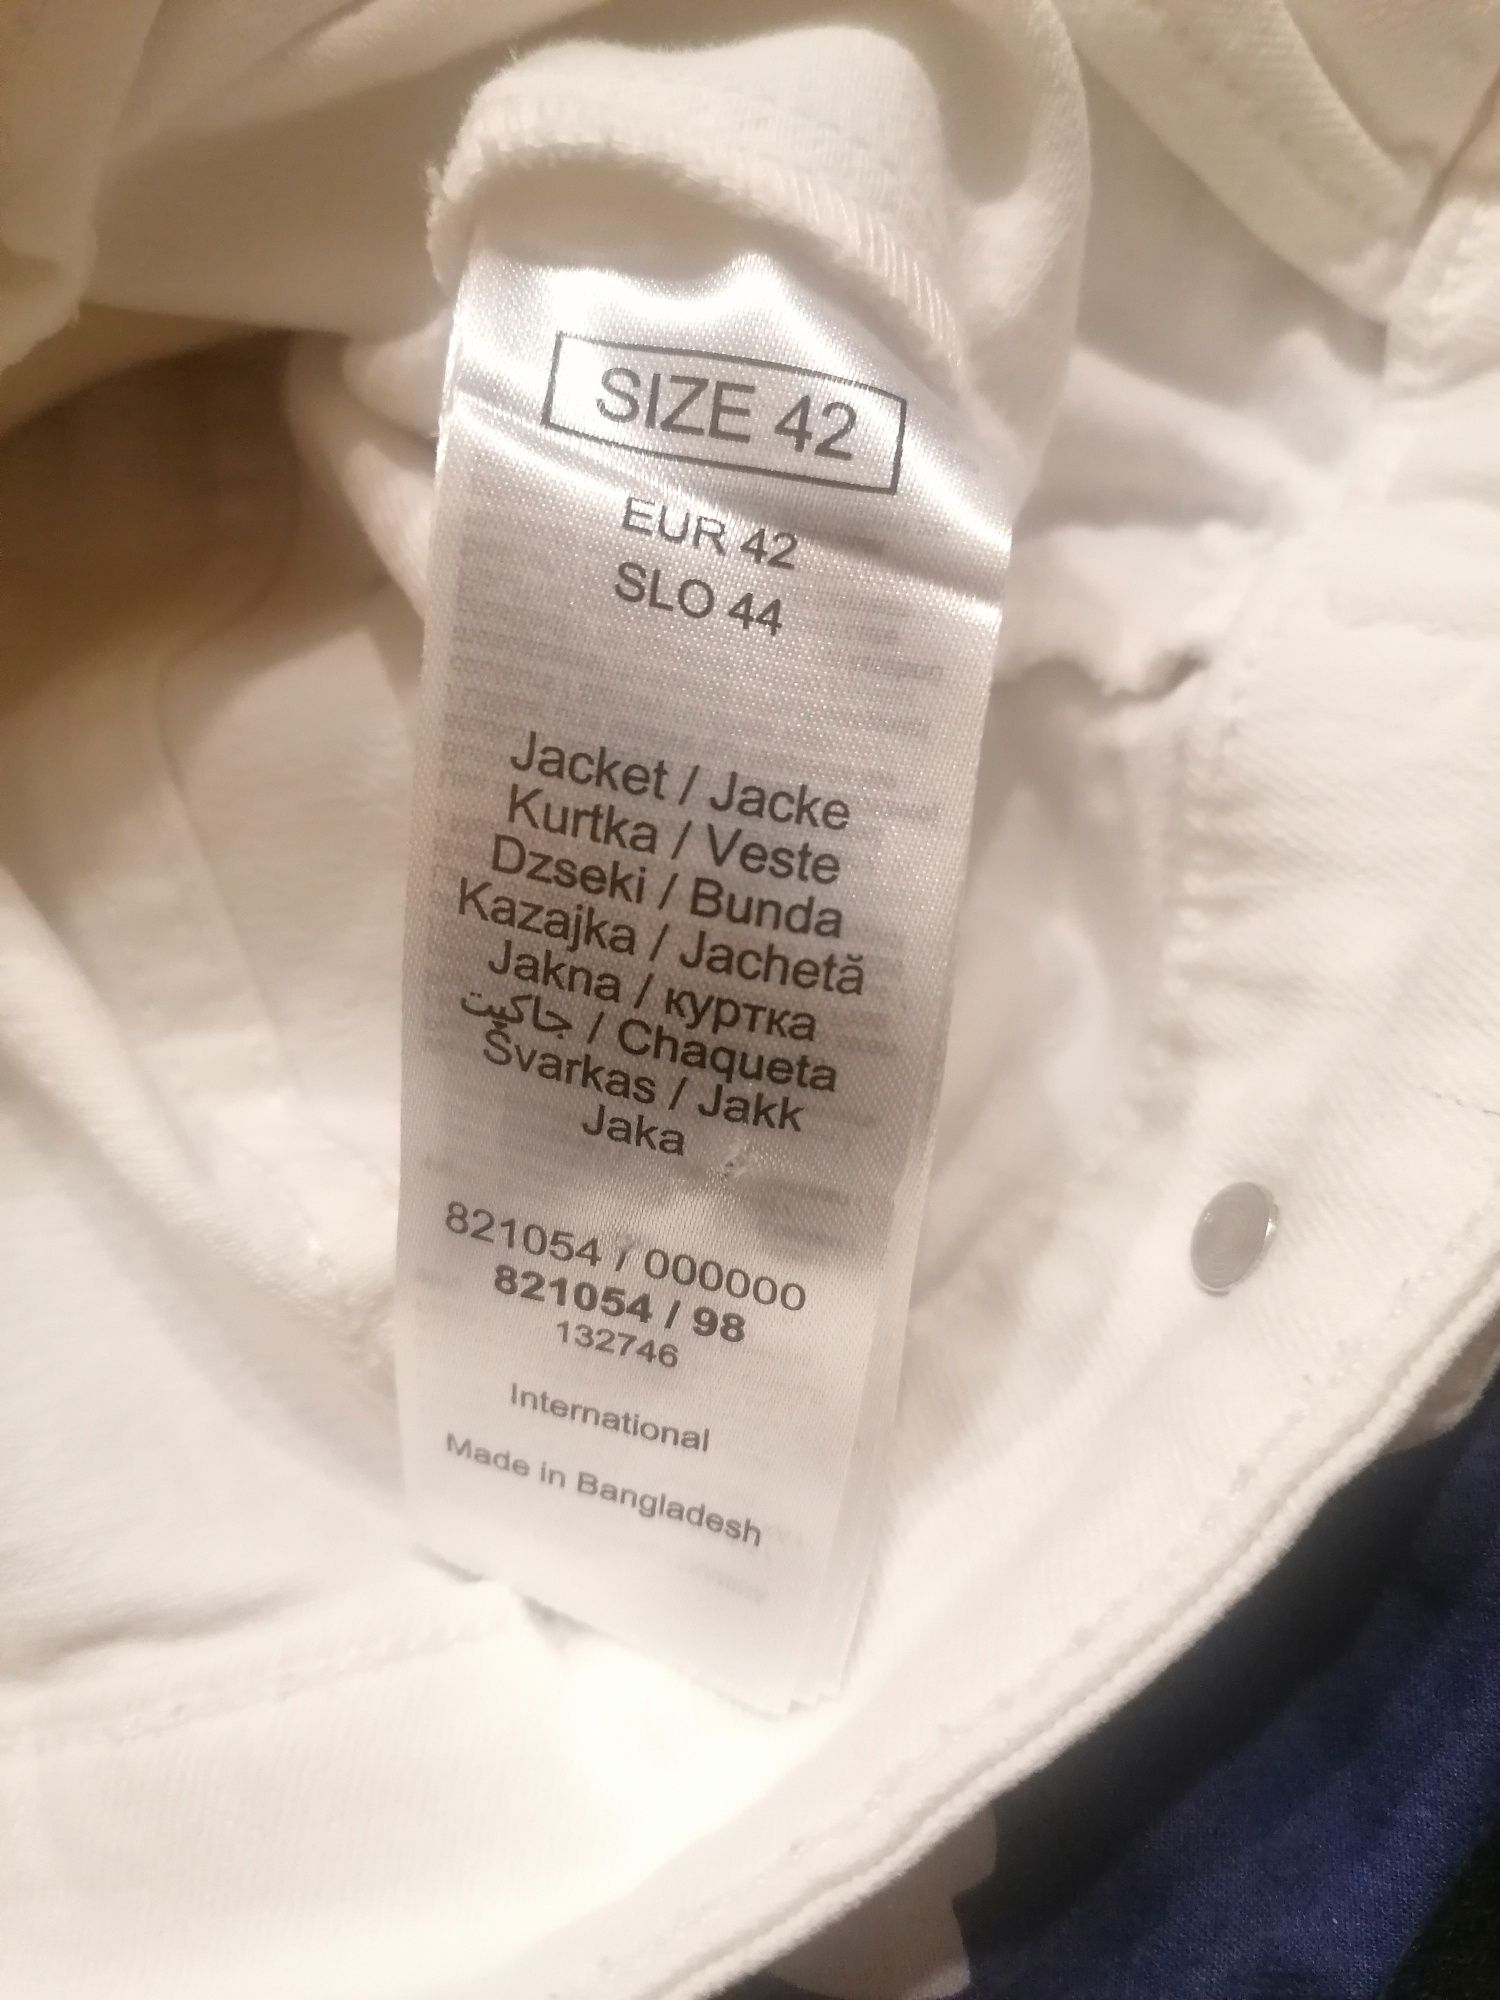 SIZE 42
EUR 42
SLO 44
Jacket / Jacke
Kurtka / Veste
Dzseki / Bunda
Kazajka / Jachetă
Jakna / куртка
جاكيت / Chaqueta
Švarkas / Jakk
Jaka
821054 / 000000
821054 / 98
132746
International
Made in Bangladesh